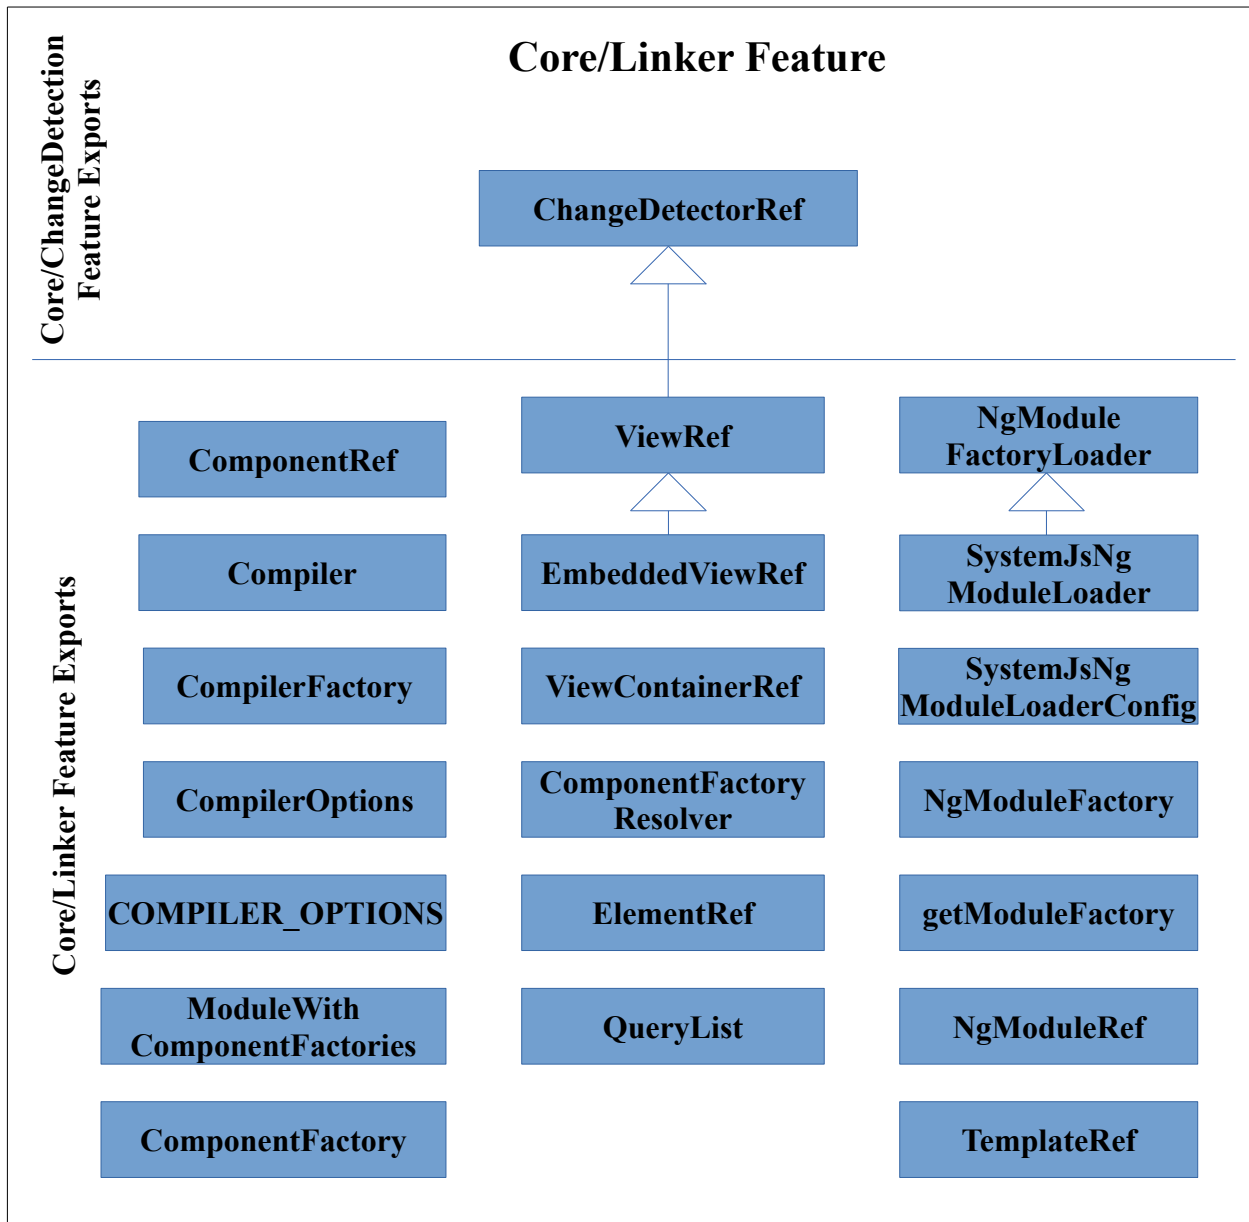 Core/Linker Feature
Core/ChangeDetection
Feature Exports
ChangeDetectorRef
Core/Linker Feature Exports
ComponentRef
Compiler
CompilerFactory
CompilerOptions
COMPILER_OPTIONS
ModuleWith
ComponentFactories
ComponentFactory
ViewRef
EmbeddedViewRef
ViewContainerRef
ComponentFactory
Resolver
ElementRef
QueryList
NgModule
FactoryLoader
SystemJsNg
ModuleLoader
SystemJsNg
ModuleLoaderConfig
NgModuleFactory
getModuleFactory
NgModuleRef
TemplateRef